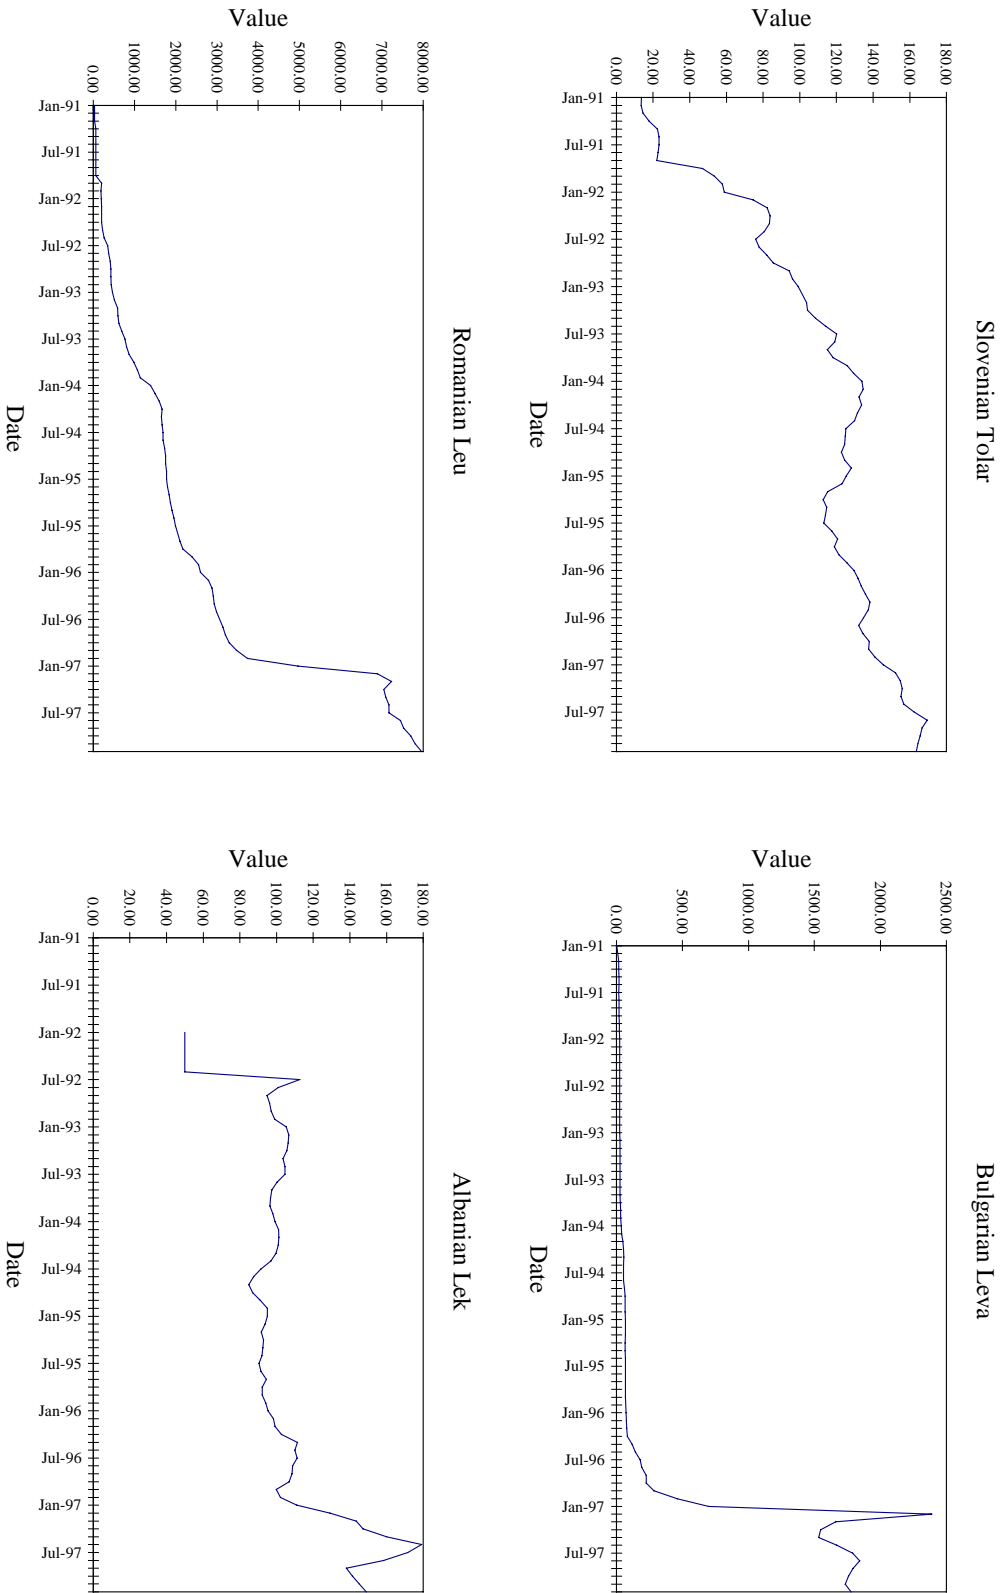 Slovenian Tolar
Value
180.00
160.00
140.00
120.00
100.00
80.00
60.00
40.00
20.00
0.00
Jan-91
Jul-91
Jan-92
Jul-92
Jan-93
Jul-93
Jan-94
Jul-94
Jan-95
Jul-95
Jan-96
Jul-96
Jan-97
Jul-97
Date
Bulgarian Leva
Value
2500.00
2000.00
1500.00
1000.00
500.00
0.00
Jan-91
Jul-91
Jan-92
Jul-92
Jan-93
Jul-93
Jan-94
Jul-94
Jan-95
Jul-95
Jan-96
Jul-96
Jan-97
Jul-97
Date
Romanian Leu
Value
8000.00
7000.00
6000.00
5000.00
4000.00
3000.00
2000.00
1000.00
0.00
Jan-91
Jul-91
Jan-92
Jul-92
Jan-93
Jul-93
Jan-94
Jul-94
Jan-95
Jul-95
Jan-96
Jul-96
Jan-97
Jul-97
Date
Albanian Lek
Value
180.00
160.00
140.00
120.00
100.00
80.00
60.00
40.00
20.00
0.00
Jan-91
Jul-91
Jan-92
Jul-92
Jan-93
Jul-93
Jan-94
Jul-94
Jan-95
Jul-95
Jan-96
Jul-96
Jan-97
Jul-97
Date